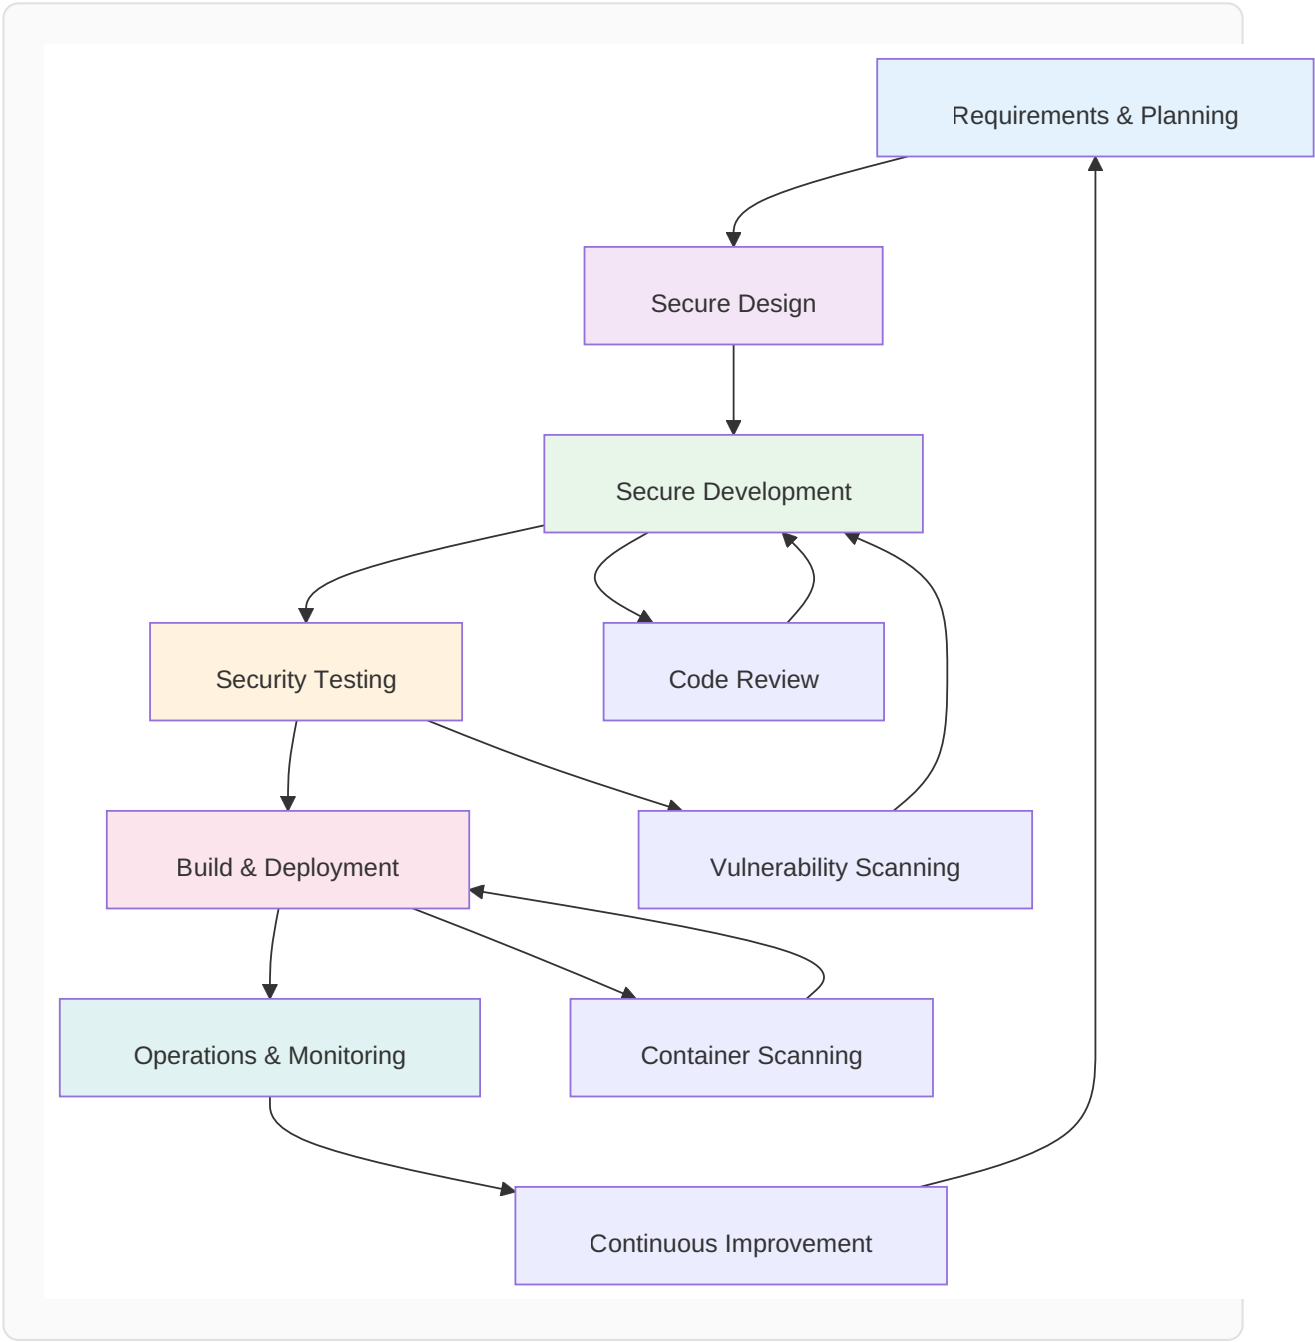 Requirements & Planning
Secure Design
Secure Development
Security Testing
Code Review
Build & Deployment
Vulnerability Scanning
Operations & Monitoring
Container Scanning
Continuous Improvement